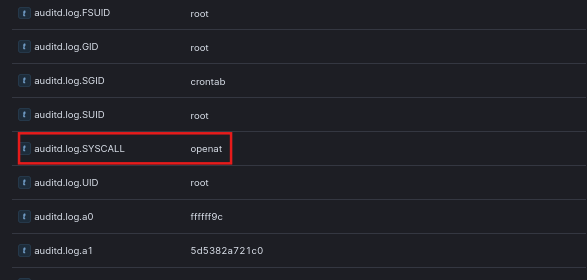 t auditd.log.FSUID root
t auditd.log.GID root
t auditd.log.SGID crontab
t auditd.log.SUID root
t auditd.log.SYSCALL openat
t auditd.log.UID root
t auditd.log.a0 ffffff9c
t auditd.log.a1 5d5382a721c0